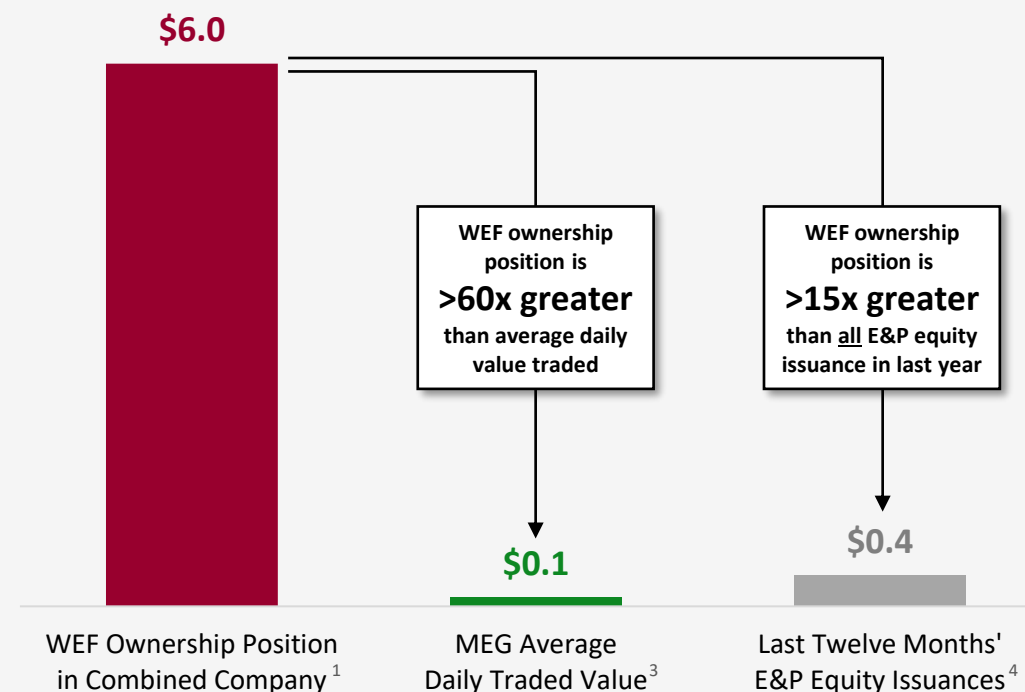 $6.0
WEF ownership
position is
>60x greater
than average daily
value traded
WEF ownership
position is
>15x greater
than all E&P equity
issuance in last year
$0.1
$0.4
WEF Ownership Position
in Combined Company 1
MEG Average
Daily Traded Value 3
Last Twelve Months'
E&P Equity Issuances 4